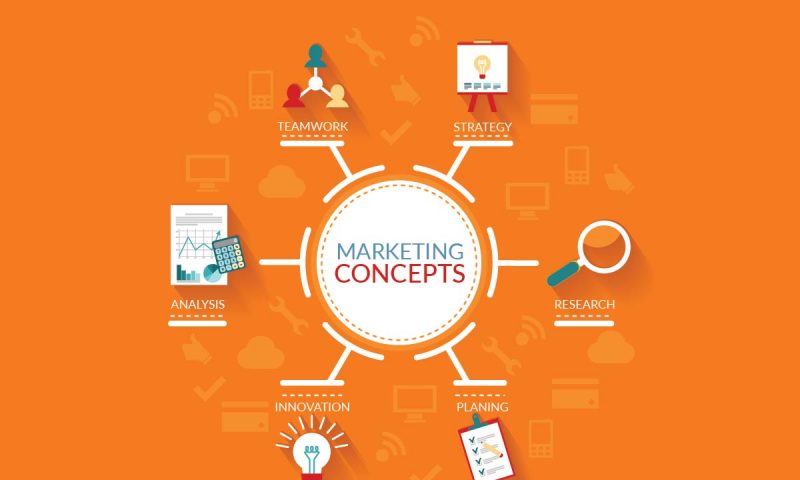 TEAMWORK
STRATEGY
MARKETING
CONCEPTS
ANALYSIS
RESEARCH
INNOVATION
PLANING